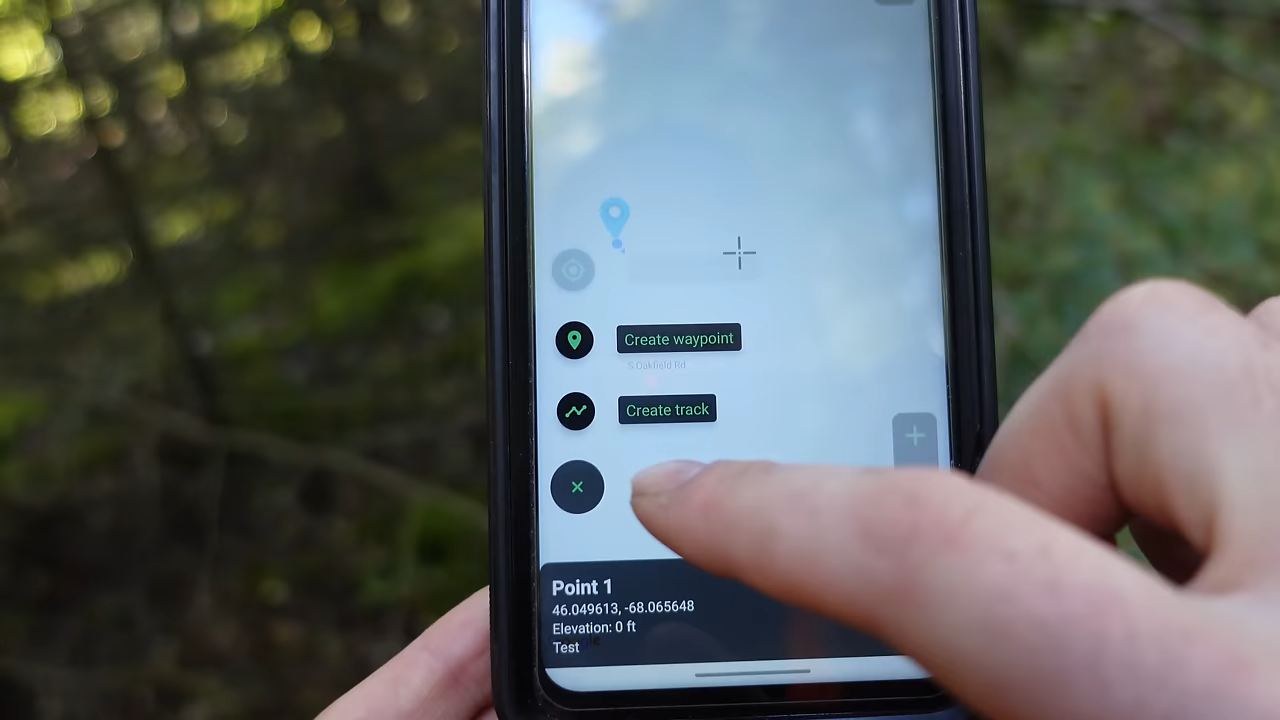 Create waypoint
S Oakfield Rd
Create track
Point 1
46.049613, -68.065648
Elevation: 0 ft
Test